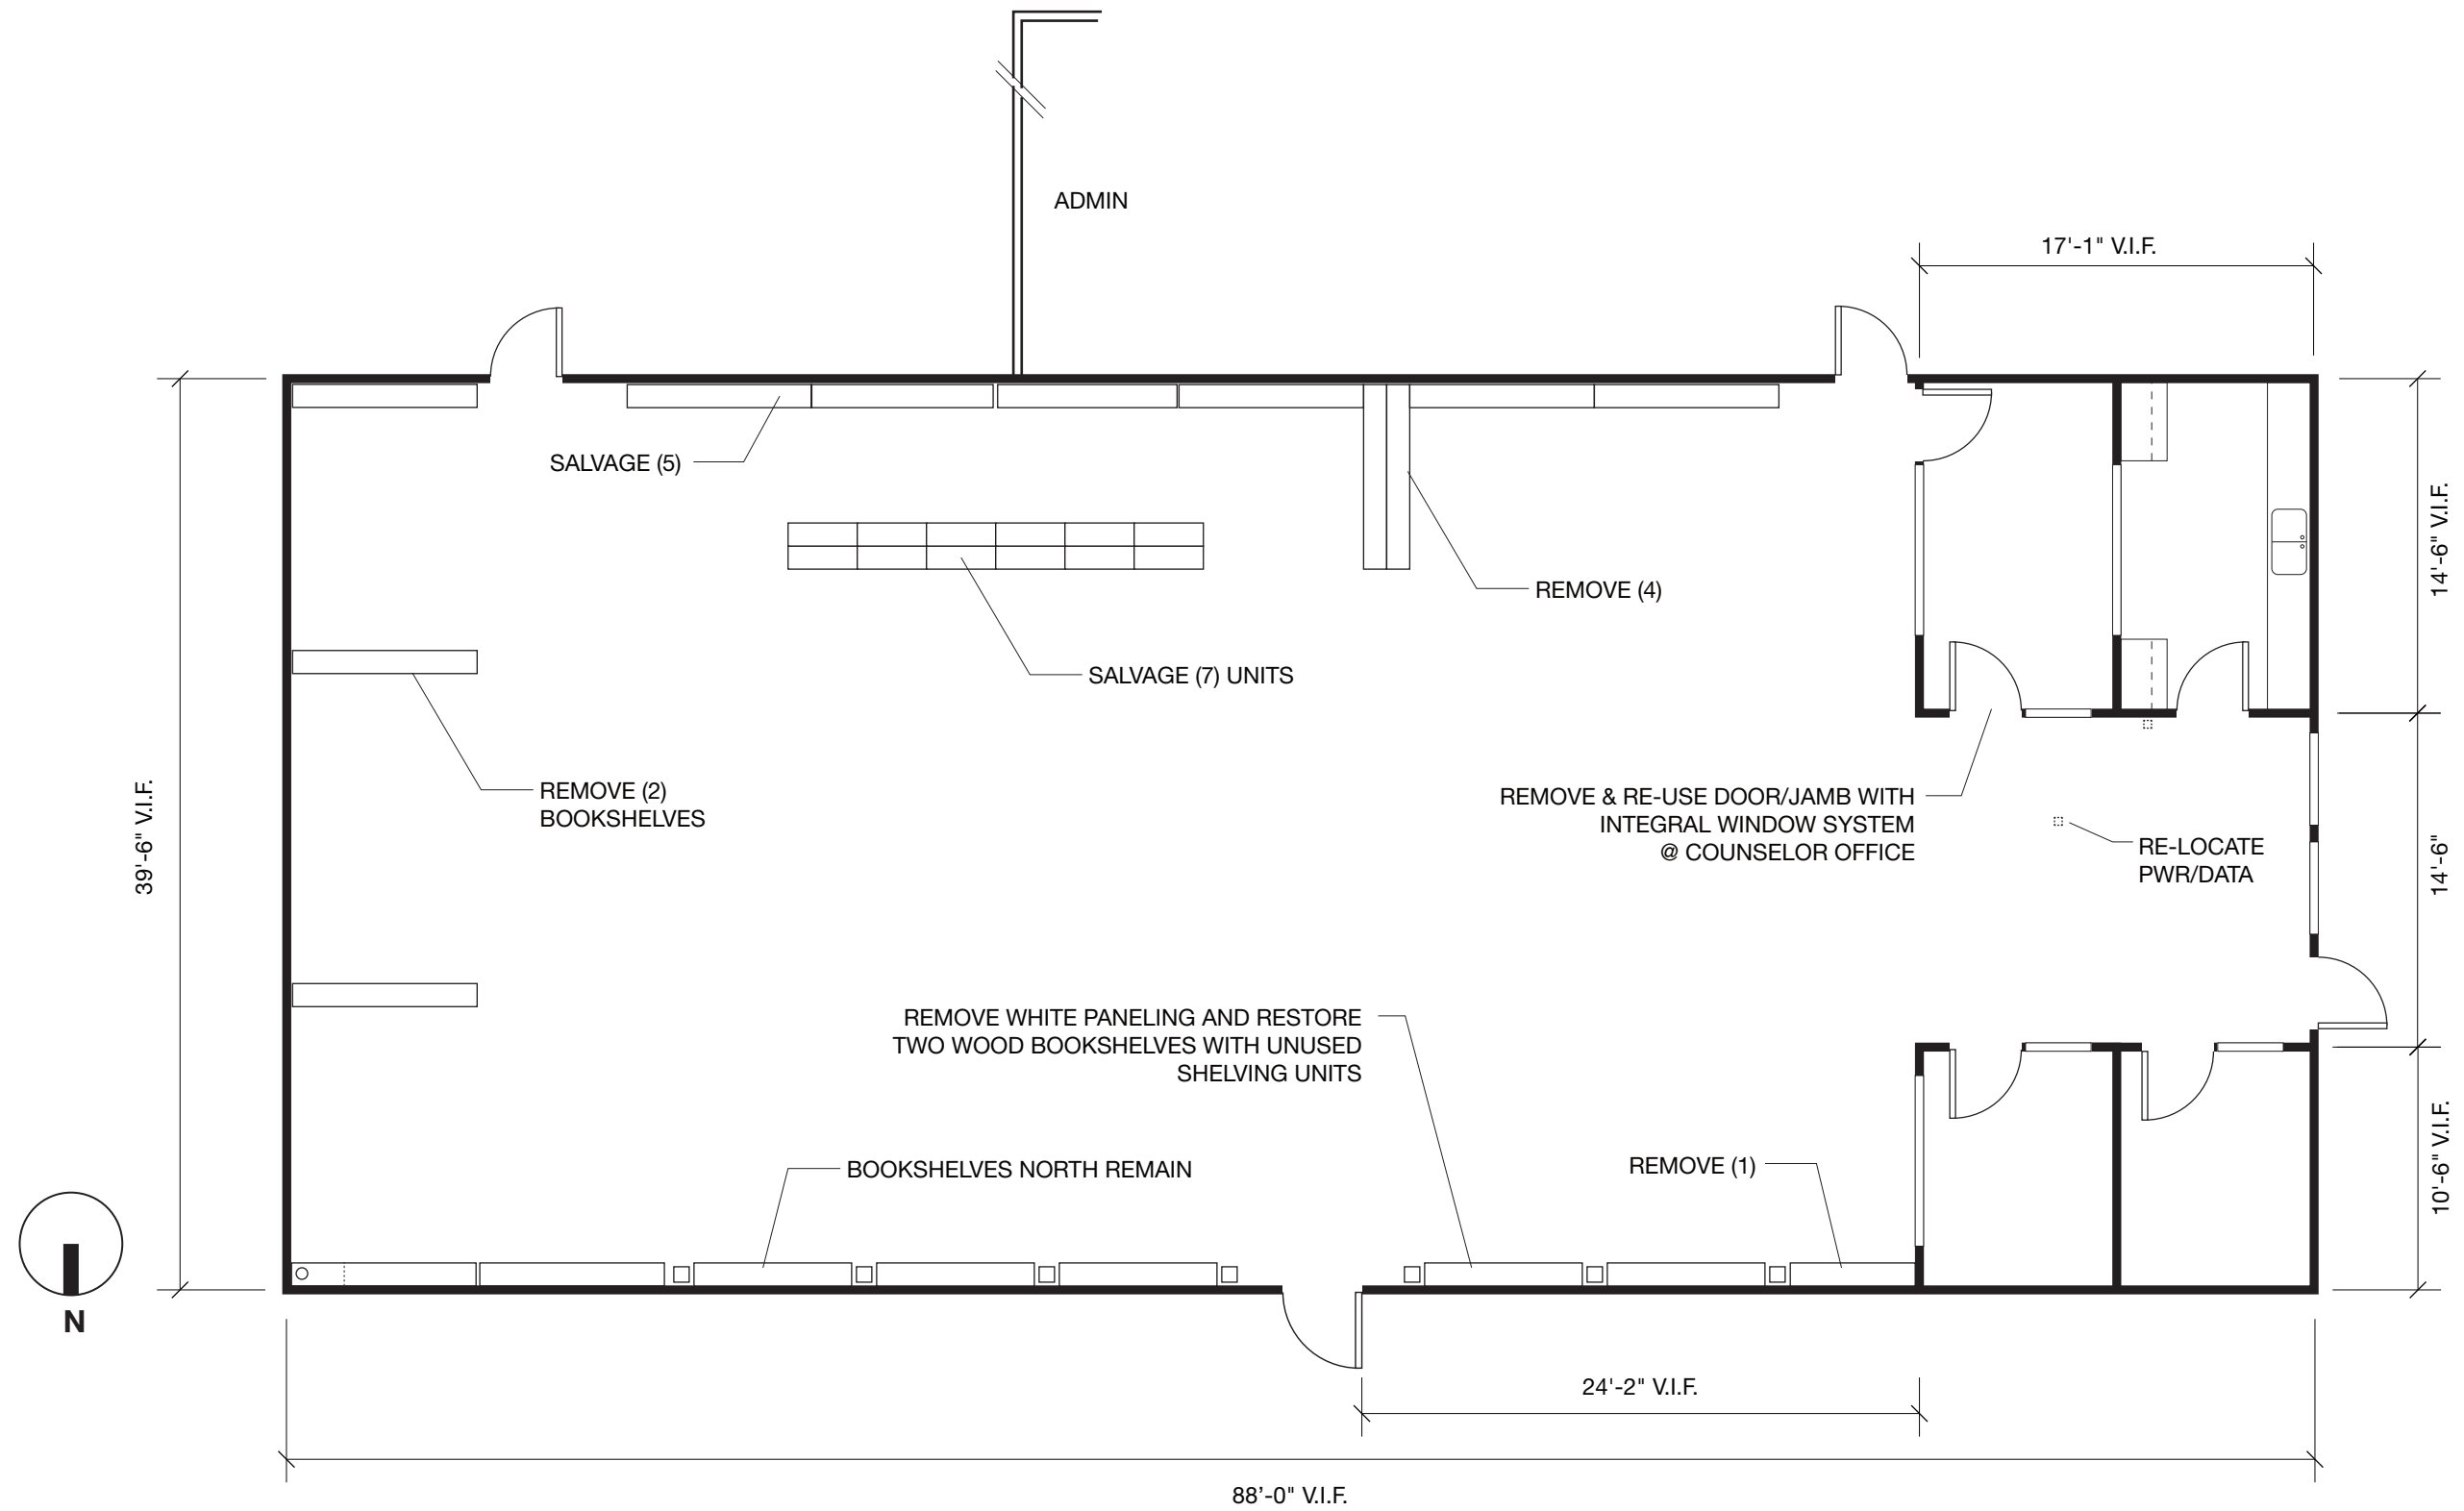 ADMIN
17'-1" V.I.F.
SALVAGE (5)
14'-6" V.I.F.
REMOVE (4)
SALVAGE (7) UNITS
REMOVE (2)
BOOKSHELVES
39'-6" V.I.F.
REMOVE & RE-USE DOOR/JAMB WITH
INTEGRAL WINDOW SYSTEM
@ COUNSELOR OFFICE
RE-LOCATE
PWR/DATA
14'-6"
REMOVE WHITE PANELING AND RESTORE
TWO WOOD BOOKSHELVES WITH UNUSED
SHELVING UNITS
BOOKSHELVES NORTH REMAIN
REMOVE (1)
10'-6" V.I.F.
N
24'-2" V.I.F.
88’-0" V.I.F.